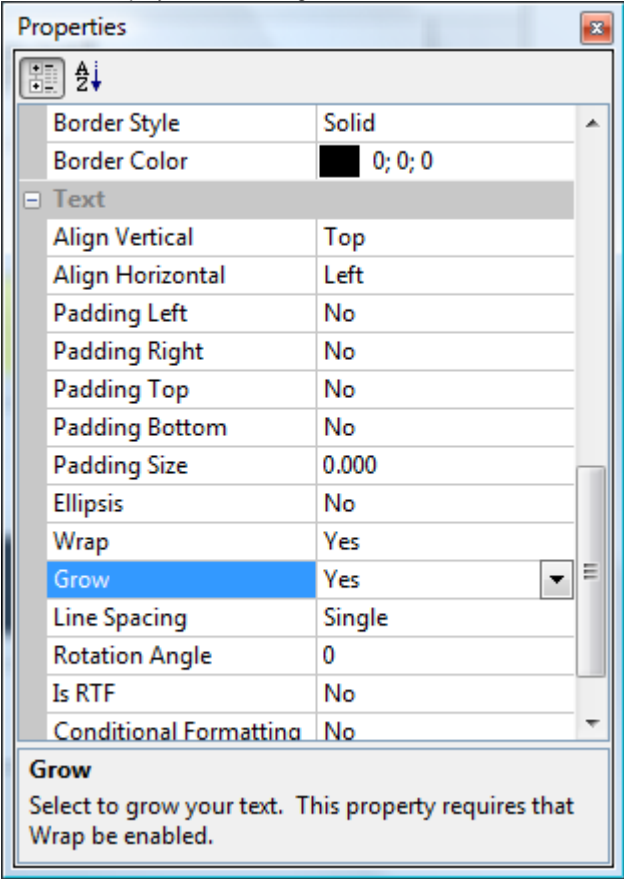 Properties
Border Style Solid
Border Color 0; 0; 0
Text
Align Vertical Top
Align Horizontal Left
Padding Left No
Padding Right No
Padding Top No
Padding Bottom No
Padding Size 0.000
Ellipsis No
Wrap Yes
Grow Yes
Line Spacing Single
Rotation Angle 0
Is RTF No
Conditional Formatting No
Grow
Select to grow your text. This property requires that
Wrap be enabled.